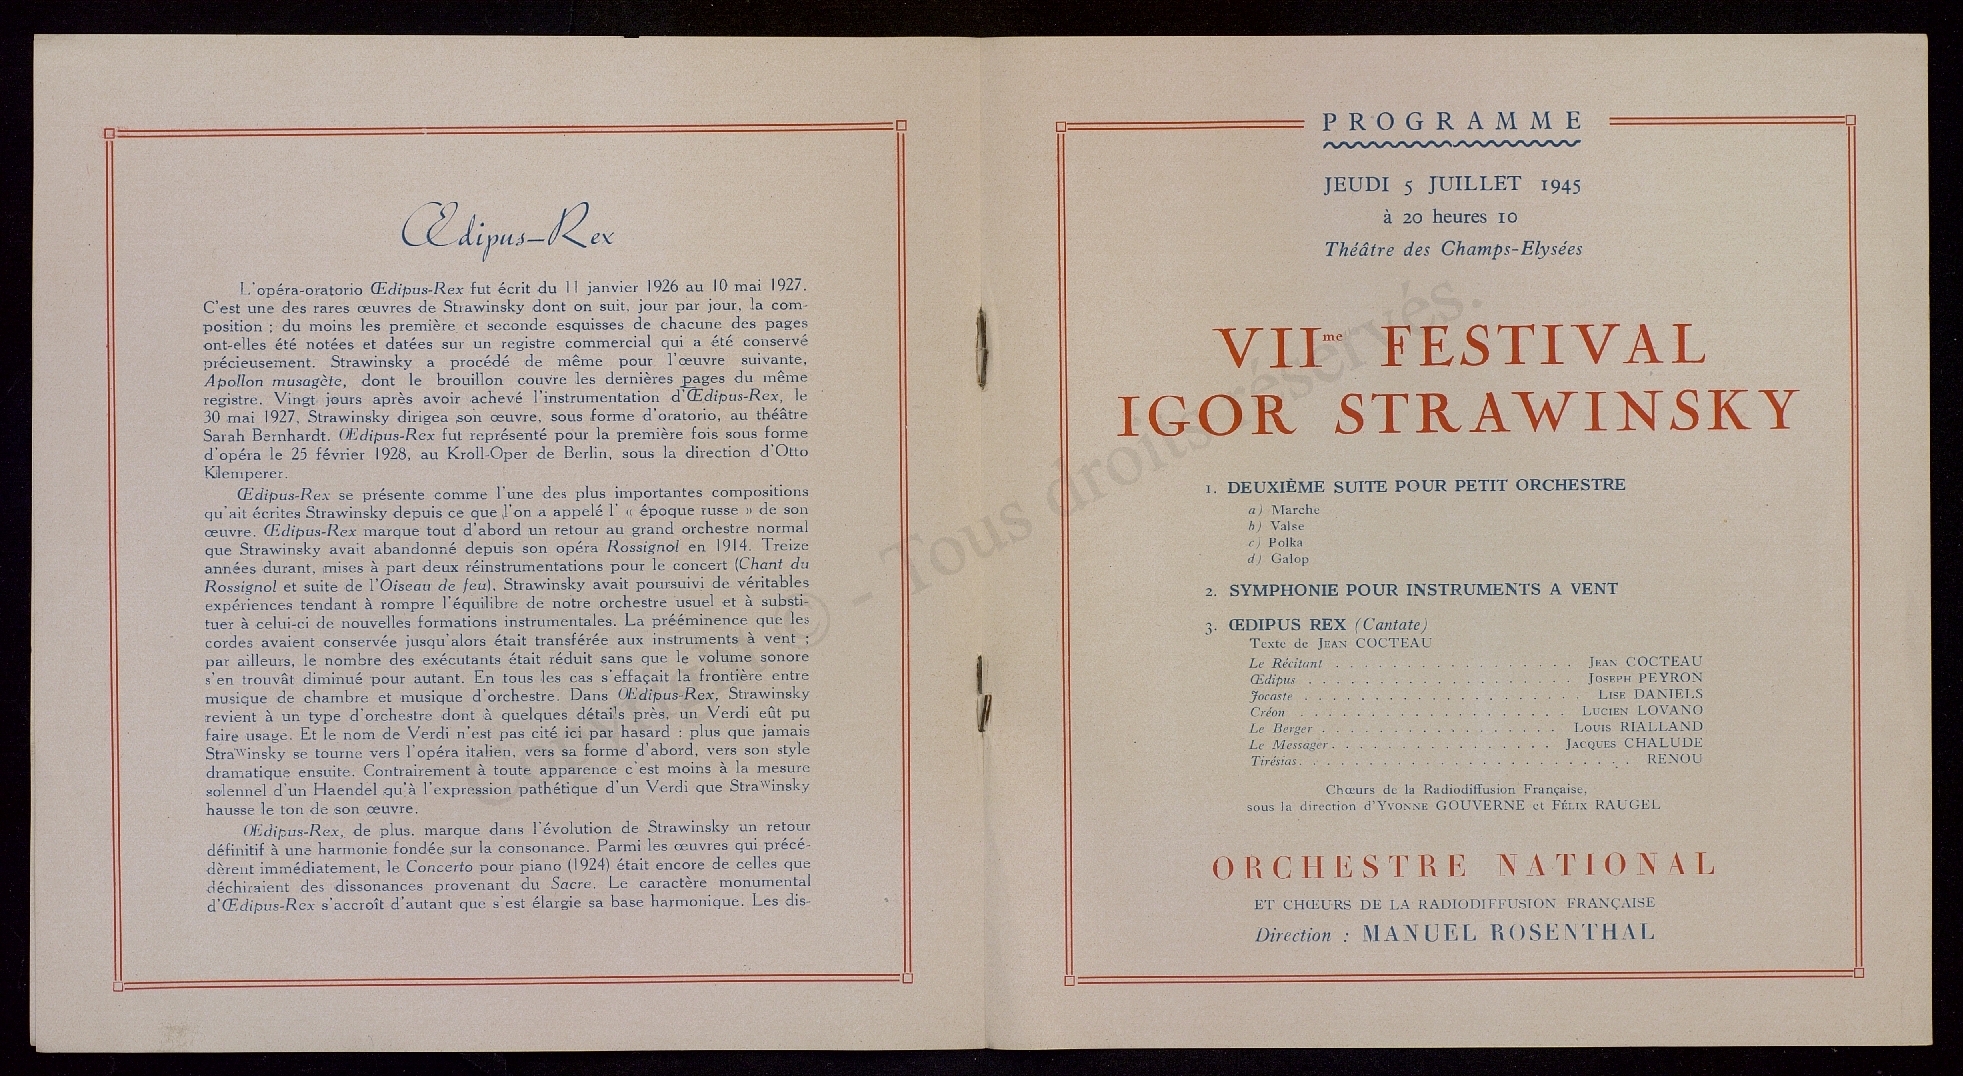 Œdipus-Rex
L'opéra-oratorio Œdipus-Rex fut écrit du 11 janvier 1926 au 10 mai 1927.
C'est une des rares œuvres de Strawinsky dont on suit, jour par jour, la com-
position ; du moins les première et seconde esquisses de chacune des pages
ont-elles été notées et datées sur un registre commercial qui a été conservé
précieusement. Strawinsky a procédé de même pour l'œuvre suivante,
Apollon musagète, dont le brouillon couvre les dernières pages du même
registre. Vingt jours après avoir achevé l'instrumentation d'Œdipus-Rex, le
30 mai 1927, Strawinsky dirigea son œuvre, sous forme d'oratorio, au théâtre
Sarah Bernhardt. Œdipus-Rex fut représenté pour la première fois sous forme
d'opéra le 25 février 1928, au Kroll-Oper de Berlin, sous la direction d'Otto
Klemperer.
Œdipus-Rex se présente comme l'une des plus importantes compositions
qu'ait écrites Strawinsky depuis ce que l'on a appelé l' « époque russe » de son
œuvre. Œdipus-Rex marque tout d'abord un retour au grand orchestre normal
que Strawinsky avait abandonné depuis son opéra Rossignol en 1914. Treize
années durant, mises à part deux réinstrumentations pour le concert (Chant du
Rossignol et suite de l'Oiseau de feu), Strawinsky avait poursuivi de véritables
expériences tendant à rompre l'équilibre de notre orchestre usuel et à substi-
tuer à celui-ci de nouvelles formations instrumentales. La prééminence que les
cordes avaient conservée jusqu'alors était transférée aux instruments à vent ;
par ailleurs, le nombre des exécutants était réduit sans que le volume sonore
s'en trouvât diminué pour autant. En tous les cas s'effaçait la frontière entre
musique de chambre et musique d'orchestre. Dans Œdipus-Rex, Strawinsky
revient à un type d'orchestre dont à quelques détails près, un Verdi eût pu
faire usage. Et le nom de Verdi n'est pas cité ici par hasard : plus que jamais
Strawinsky se tourne vers l'opéra italien, vers sa forme d'abord, vers son style
dramatique ensuite. Contrairement à toute apparence c'est moins à la mesure
solennel d'un Haendel qu'à l'expression pathétique d'un Verdi que Strawinsky
hausse le ton de son œuvre.
Œdipus-Rex, de plus, marque dans l'évolution de Strawinsky un retour
définitif à une harmonie fondée sur la consonance. Parmi les œuvres qui précé-
dèrent immédiatement, le Concerto pour piano (1924) était encore de celles que
déchiraient des dissonances provenant du Sacre. Le caractère monumental
d'Œdipus-Rex s'accroît d'autant que s'est élargie sa base harmonique. Les dis-
PROGRAMME
JEUDI 5 JUILLET 1945
à 20 heures 10
Théâtre des Champs-Elysées
VIIme FESTIVAL
IGOR STRAWINSKY
1. DEUXIÈME SUITE POUR PETIT ORCHESTRE
a) Marche
b) Valse
c) Polka
d) Galop
2. SYMPHONIE POUR INSTRUMENTS A VENT
3. ŒDIPUS REX (Cantate)
Texte de JEAN COCTEAU
Le Récitant . . . . . . . . . . . . . . . . JEAN COCTEAU
Œdipus . . . . . . . . . . . . . . . . . . JOSEPH PEYRON
Jocaste . . . . . . . . . . . . . . . . . . LISE DANIELS
Créon . . . . . . . . . . . . . . . . . . LUCIEN LOVANO
Le Berger . . . . . . . . . . . . . . . . LOUIS RIALLAND
Le Messager . . . . . . . . . . . . . . . JACQUES CHALUDE
Tirésias . . . . . . . . . . . . . . . . . . . . . RENOU
Chœurs de la Radiodiffusion Française,
sous la direction d'YVONNE GOUVERNE et FÉLIX RAUGEL
ORCHESTRE NATIONAL
ET CHŒURS DE LA RADIODIFFUSION FRANÇAISE
Direction : MANUEL ROSENTHAL
Copyright © - Tous droits réservés.